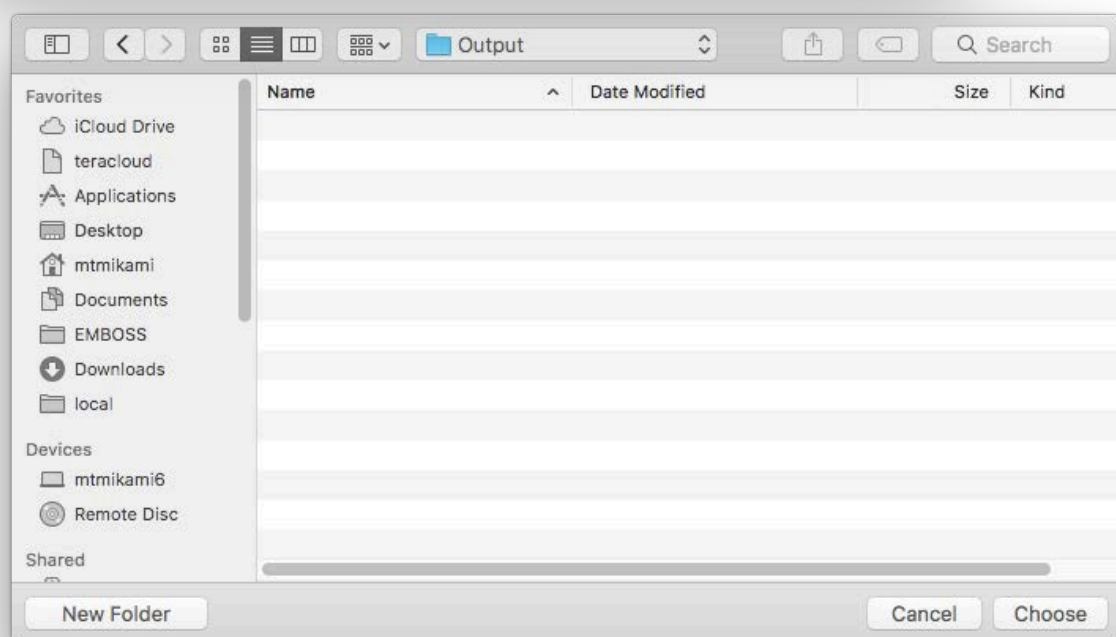 Output
Search
Favorites
iCloud Drive
teracloud
Applications
Desktop
mtmikami
Documents
EMBOSS
Downloads
local
Devices
mtmikami6
Remote Disc
Shared
Name Date Modified Size Kind
New Folder Cancel Choose